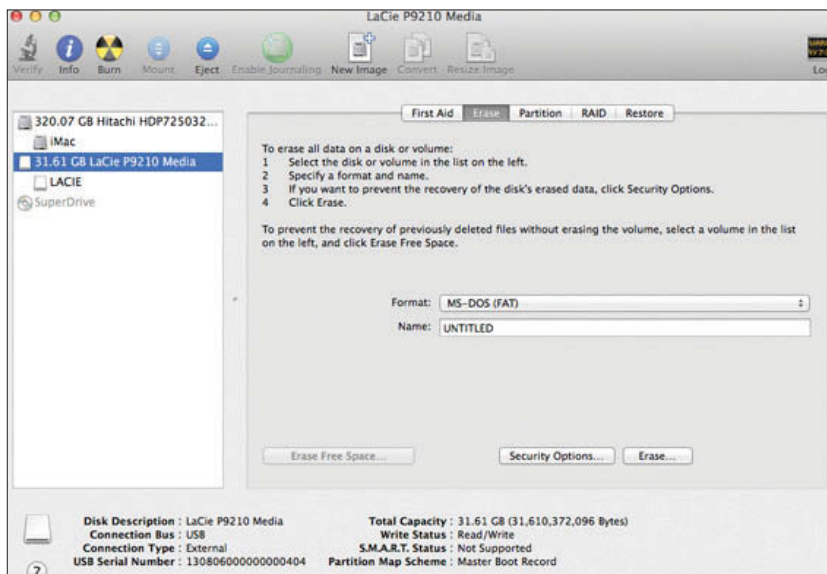 LaCie P9210 Media
Verify Info Burn Mount Eject Enable Journaling New Image Convert Resize Image
First Aid Erase Partition RAID Restore
320.07 GB Hitachi HDP725032...
iMac
31.61 GB LaCie P9210 Media
LACIE
SuperDrive
To erase all data on a disk or volume:
1 Select the disk or volume in the list on the left.
2 Specify a format and name.
3 If you want to prevent the recovery of the disk's erased data, click Security Options.
4 Click Erase.
To prevent the recovery of previously deleted files without erasing the volume, select a volume in the list
on the left, and click Erase Free Space.
Format: MS-DOS (FAT)
Name: UNTITLED
Erase Free Space... Security Options... Erase...
Disk Description : LaCie P9210 Media Total Capacity : 31.61 GB (31,610,372,096 Bytes)
Connection Bus : USB Write Status : Read/Write
Connection Type : External S.M.A.R.T. Status : Not Supported
USB Serial Number : 130806000000000404 Partition Map Scheme : Master Boot Record
?